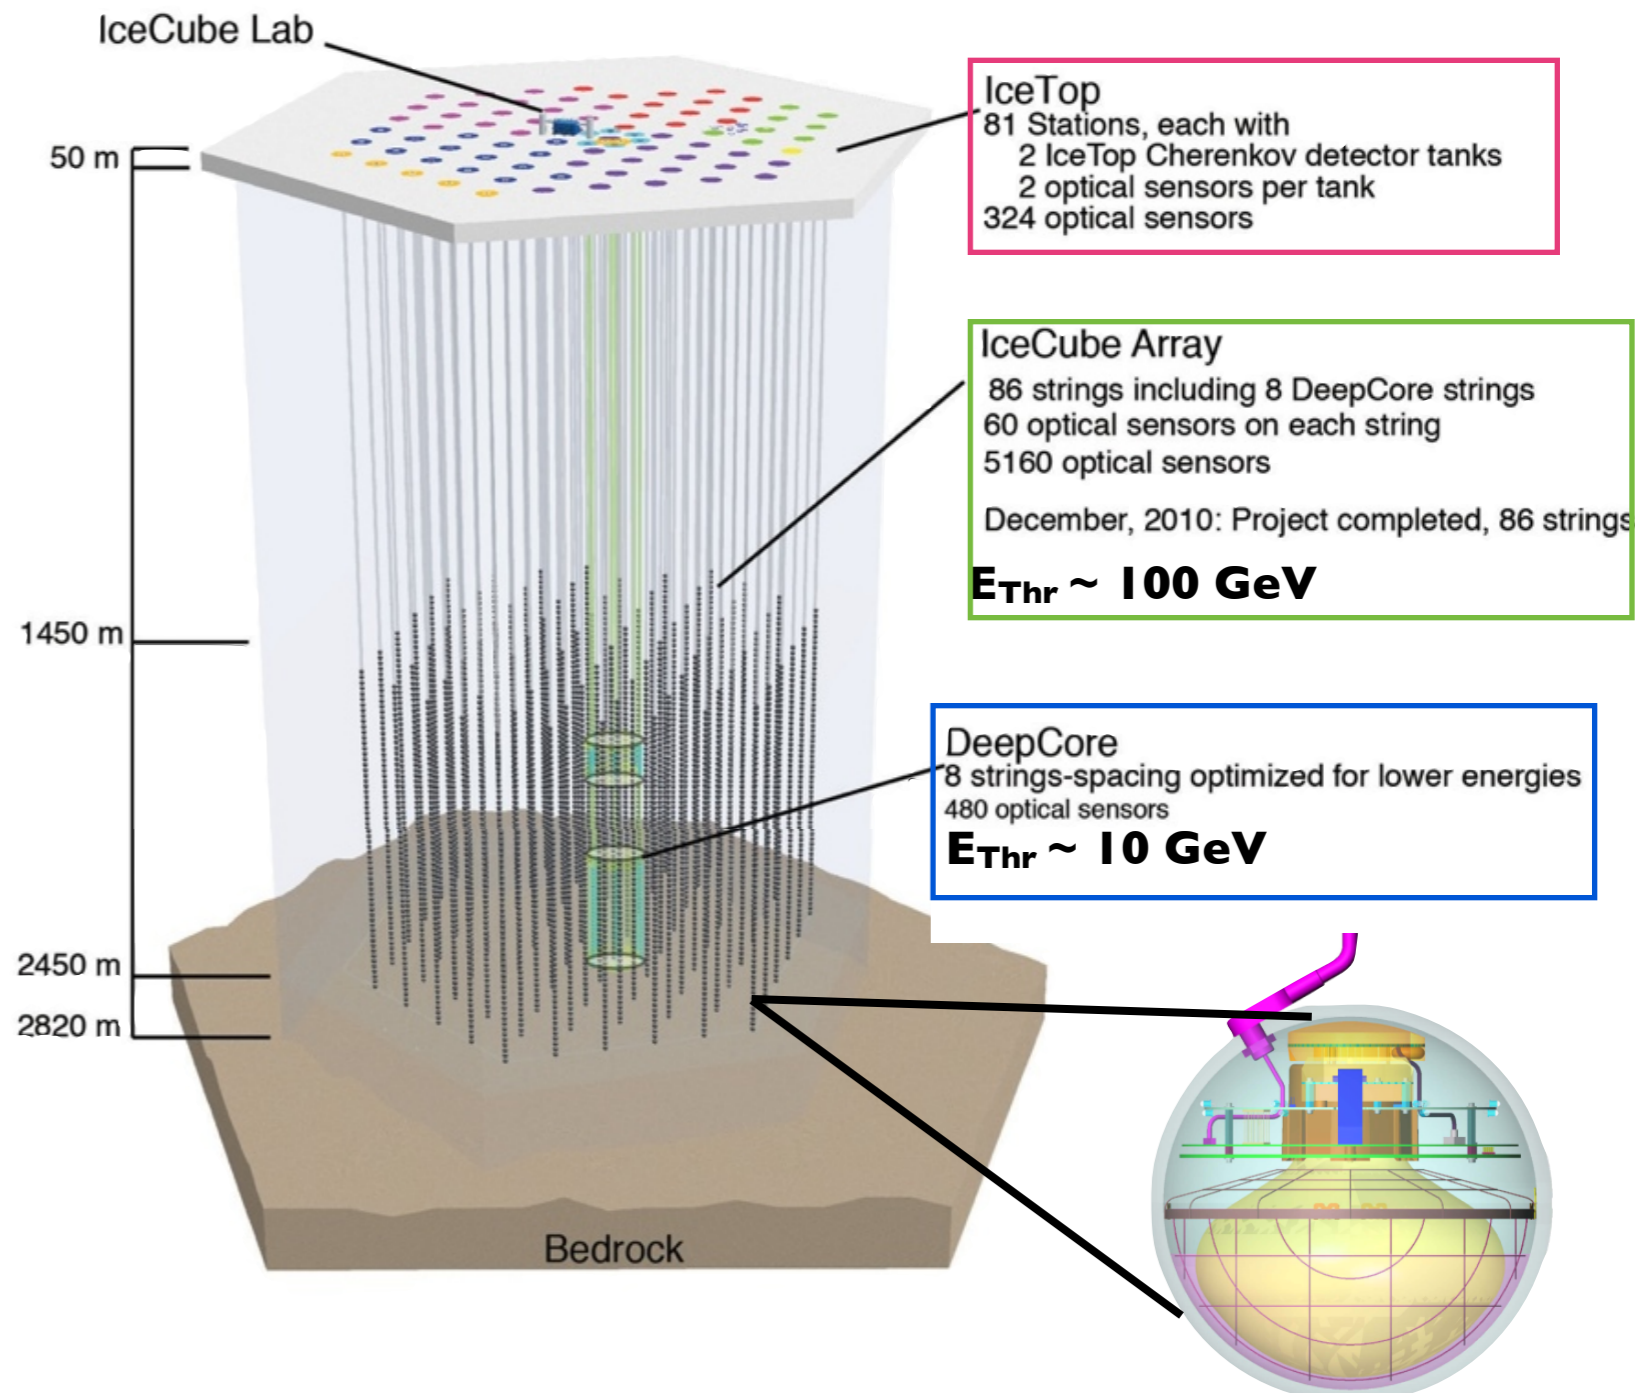 IceCube Lab
50 m
1450 m
2450 m
2820 m
Bedrock
IceTop
81 Stations, each with
2 IceTop Cherenkov detector tanks
2 optical sensors per tank
324 optical sensors
IceCube Array
86 strings including 8 DeepCore strings
60 optical sensors on each string
5160 optical sensors
December, 2010: Project completed, 86 strings
EThr ~ 100 GeV
DeepCore
8 strings-spacing optimized for lower energies
480 optical sensors
EThr ~ 10 GeV